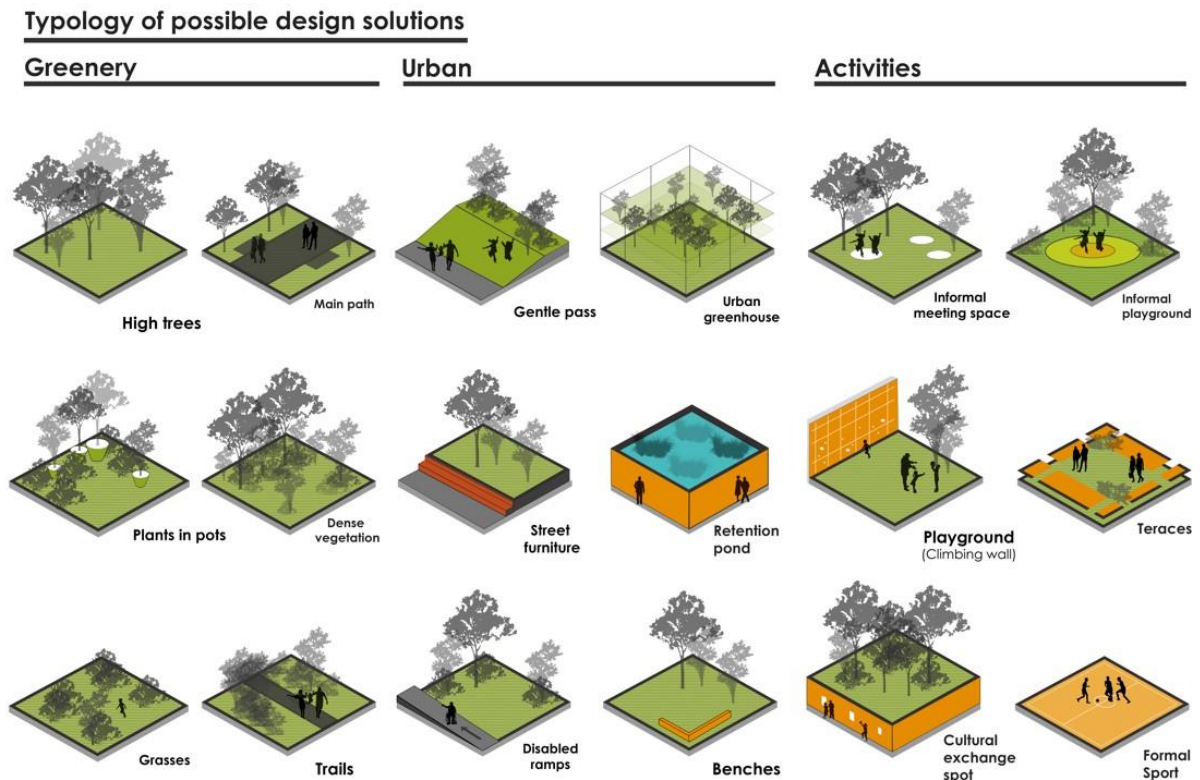 Typology of possible design solutions
Greenery
Urban
Activities
High trees
Main path
Gentle pass
Urban
greenhouse
Informal
meeting space
Informal
playground
Plants in pots
Dense
vegetation
Street
furniture
Retention
pond
Playground
(Climbing wall)
Teraces
Grasses
Trails
Disabled
ramps
Benches
Cultural
exchange
spot
Formal
Sport